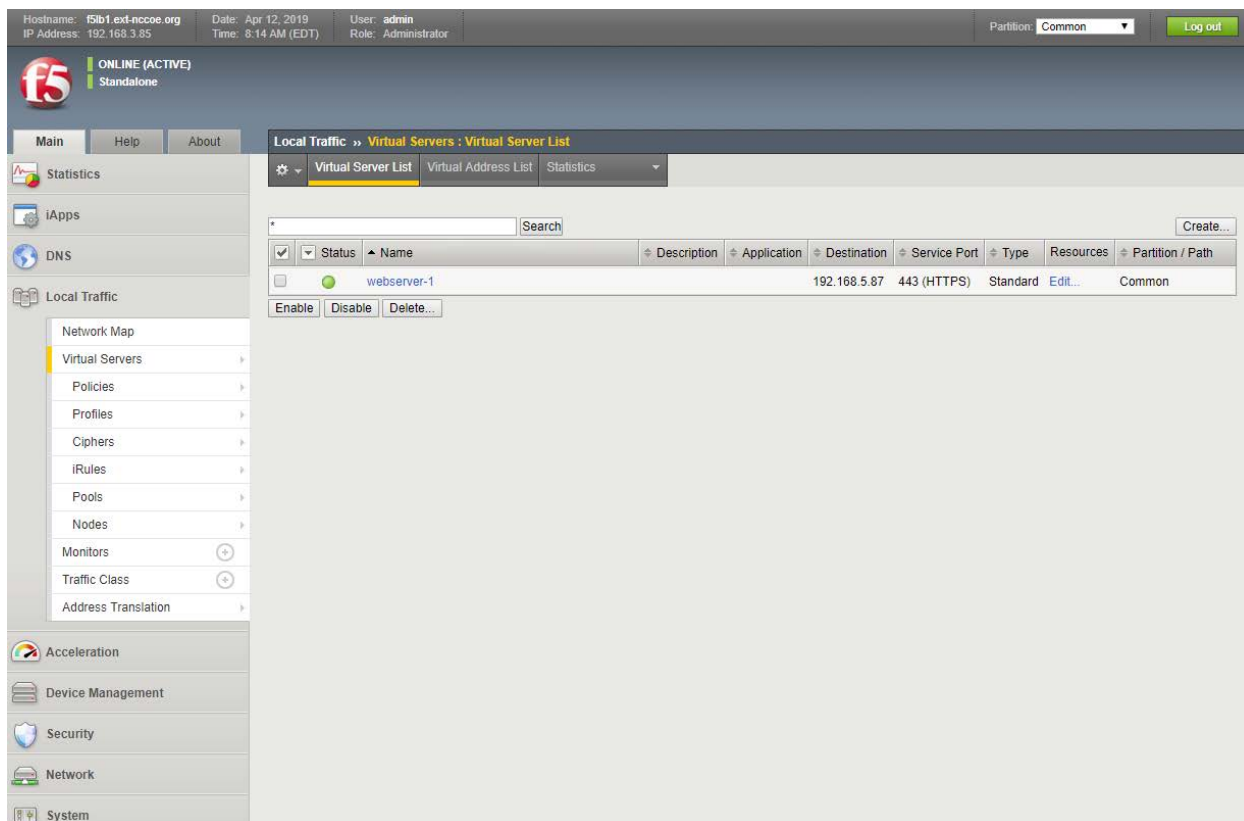 Hostname: f5lb1.ext-nccoe.org Date: Apr 12, 2019 User: admin
IP Address: 192.168.3.85 Time: 8:14 AM (EDT) Role: Administrator
Partition: Common Log out
f5
ONLINE (ACTIVE)
Standalone
Main Help About
Statistics
iApps
DNS
Local Traffic
Network Map
Virtual Servers
Policies
Profiles
Ciphers
iRules
Pools
Nodes
Monitors
Traffic Class
Address Translation
Acceleration
Device Management
Security
Network
System
Local Traffic » Virtual Servers : Virtual Server List
Virtual Server List Virtual Address List Statistics
* Search Create...
Status Name Description Application Destination Service Port Type Resources Partition / Path
webserver-1 192.168.5.87 443 (HTTPS) Standard Edit... Common
Enable Disable Delete...